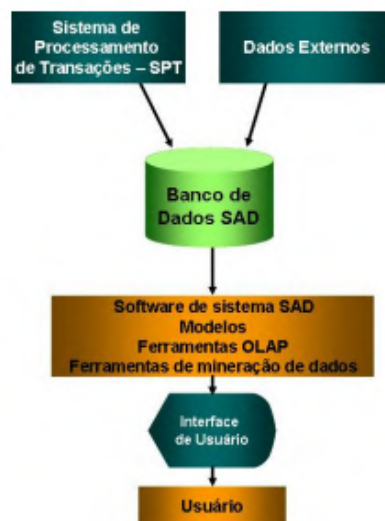 Sistema de
Processamento
de Transações – SPT
Dados Externos
Banco de
Dados SAD
Software de sistema SAD
Modelos
Ferramentas OLAP
Ferramentas de mineração de dados
Interface
de Usuário
Usuário